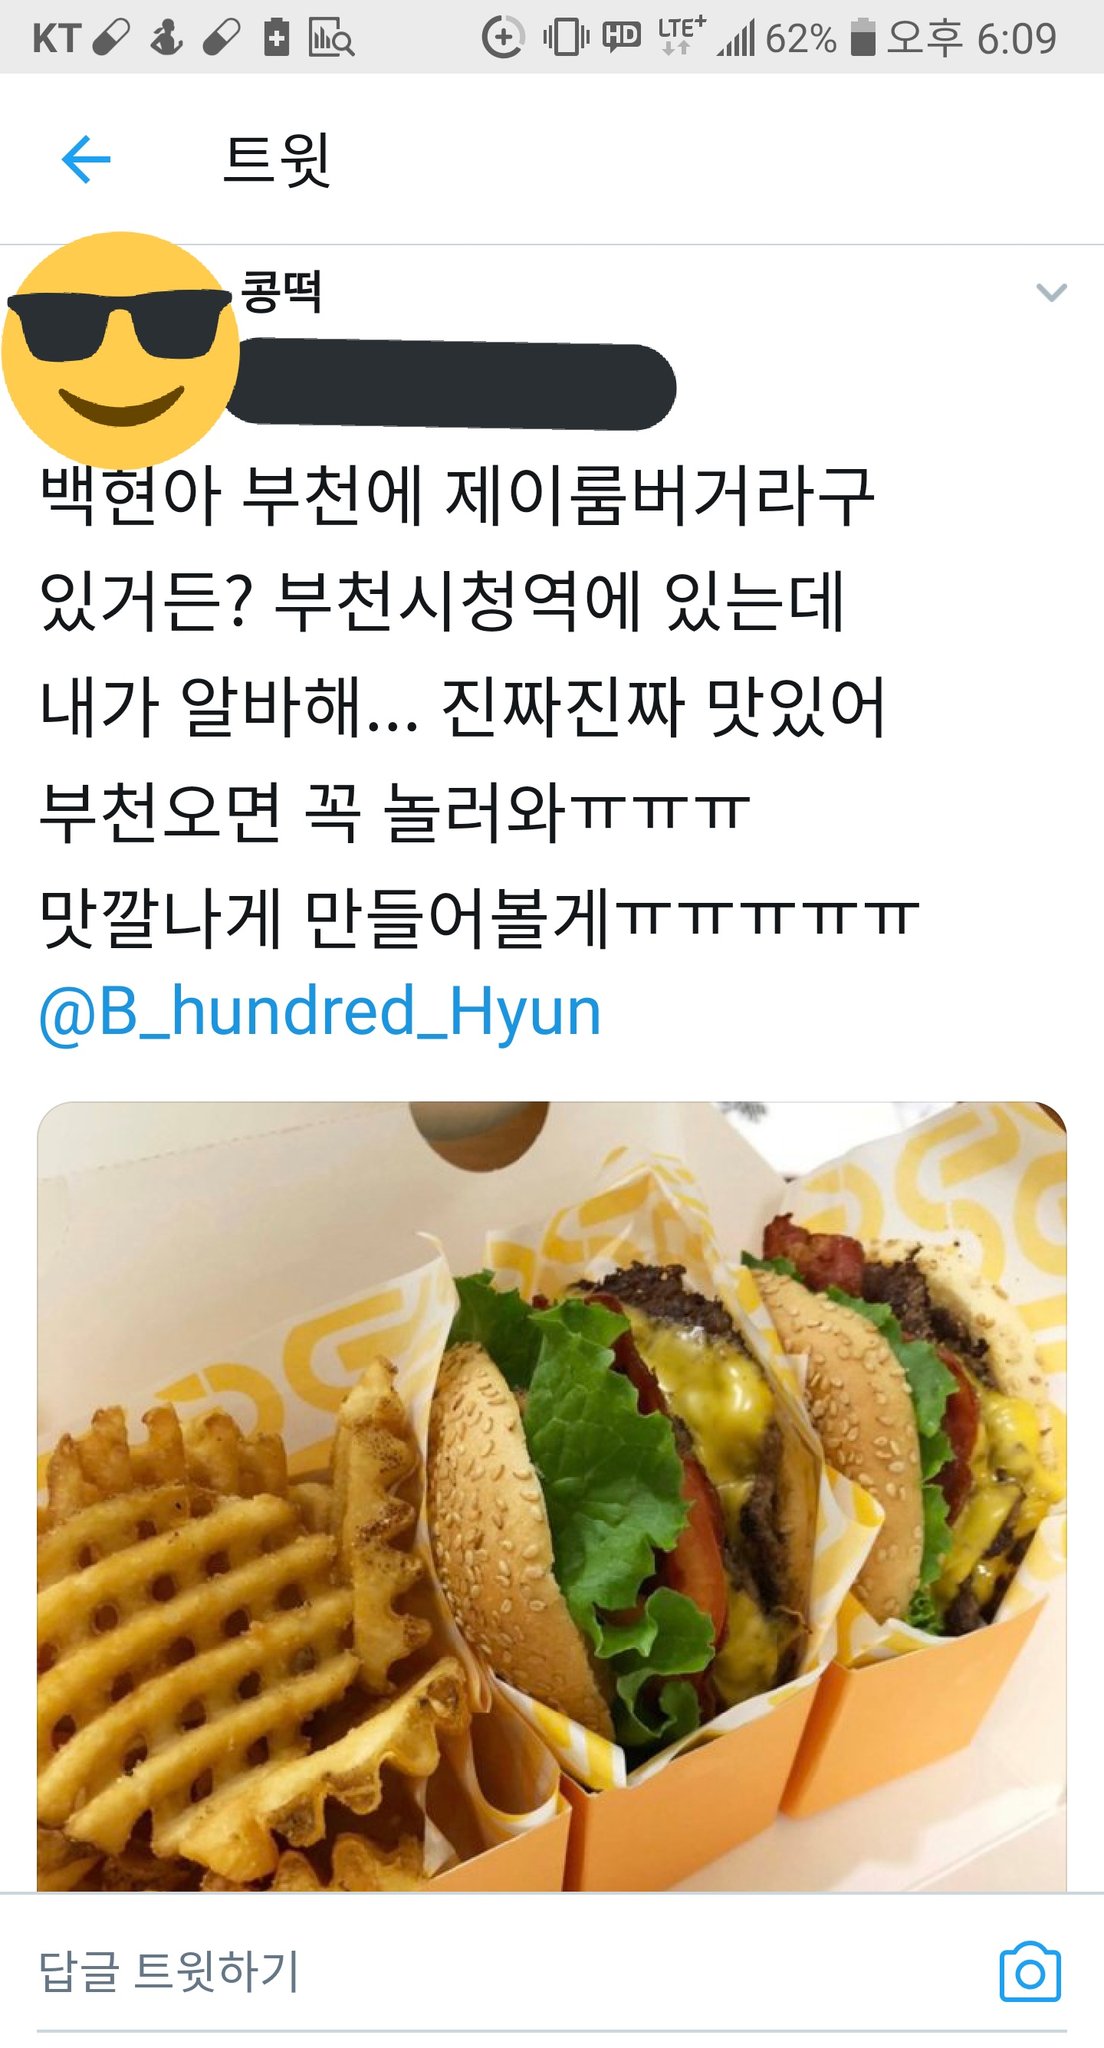 KT HD LTE+ 62% 오후 6:09
트윗
콩떡
백현아 부천에 제이룸버거라구
있거든? 부천시청역에 있는데
내가 알바해... 진짜진짜 맛있어
부천오면 꼭 놀러와ㅠㅠㅠ
맛깔나게 만들어볼게ㅠㅠㅠㅠㅠ
@B_hundred_Hyun
답글 트윗하기